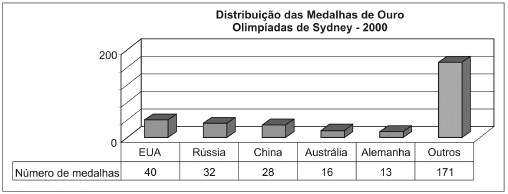 Distribuição das Medalhas de Ouro
Olimpíadas de Sydney - 2000
200
0
EUA Rússia China Austrália Alemanha Outros
Número de medalhas 40 32 28 16 13 171